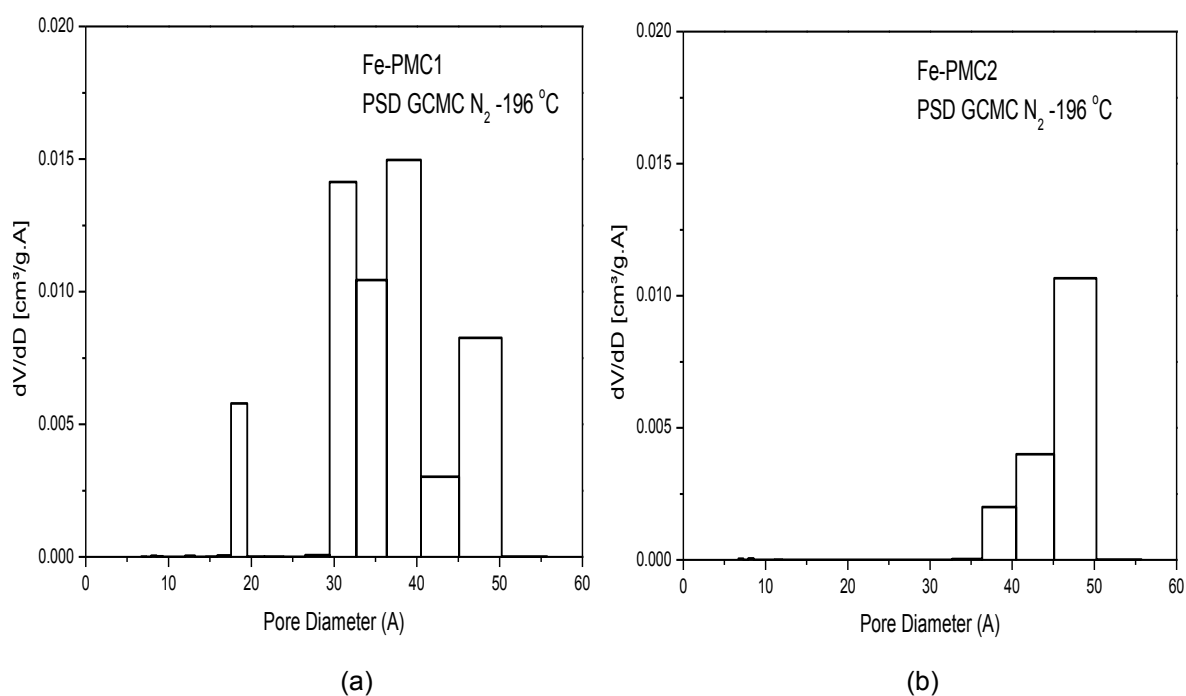 0.020
0.015
0.010
0.005
0.000
dV/dD [cm³/g.A]
Fe-PMC1
PSD GCMC N₂ -196 °C
0 10 20 30 40 50 60
Pore Diameter (A)
(a)
0.020
0.015
0.010
0.005
0.000
dV/dD [cm³/g.A]
Fe-PMC2
PSD GCMC N₂ -196 °C
0 10 20 30 40 50 60
Pore Diameter (A)
(b)